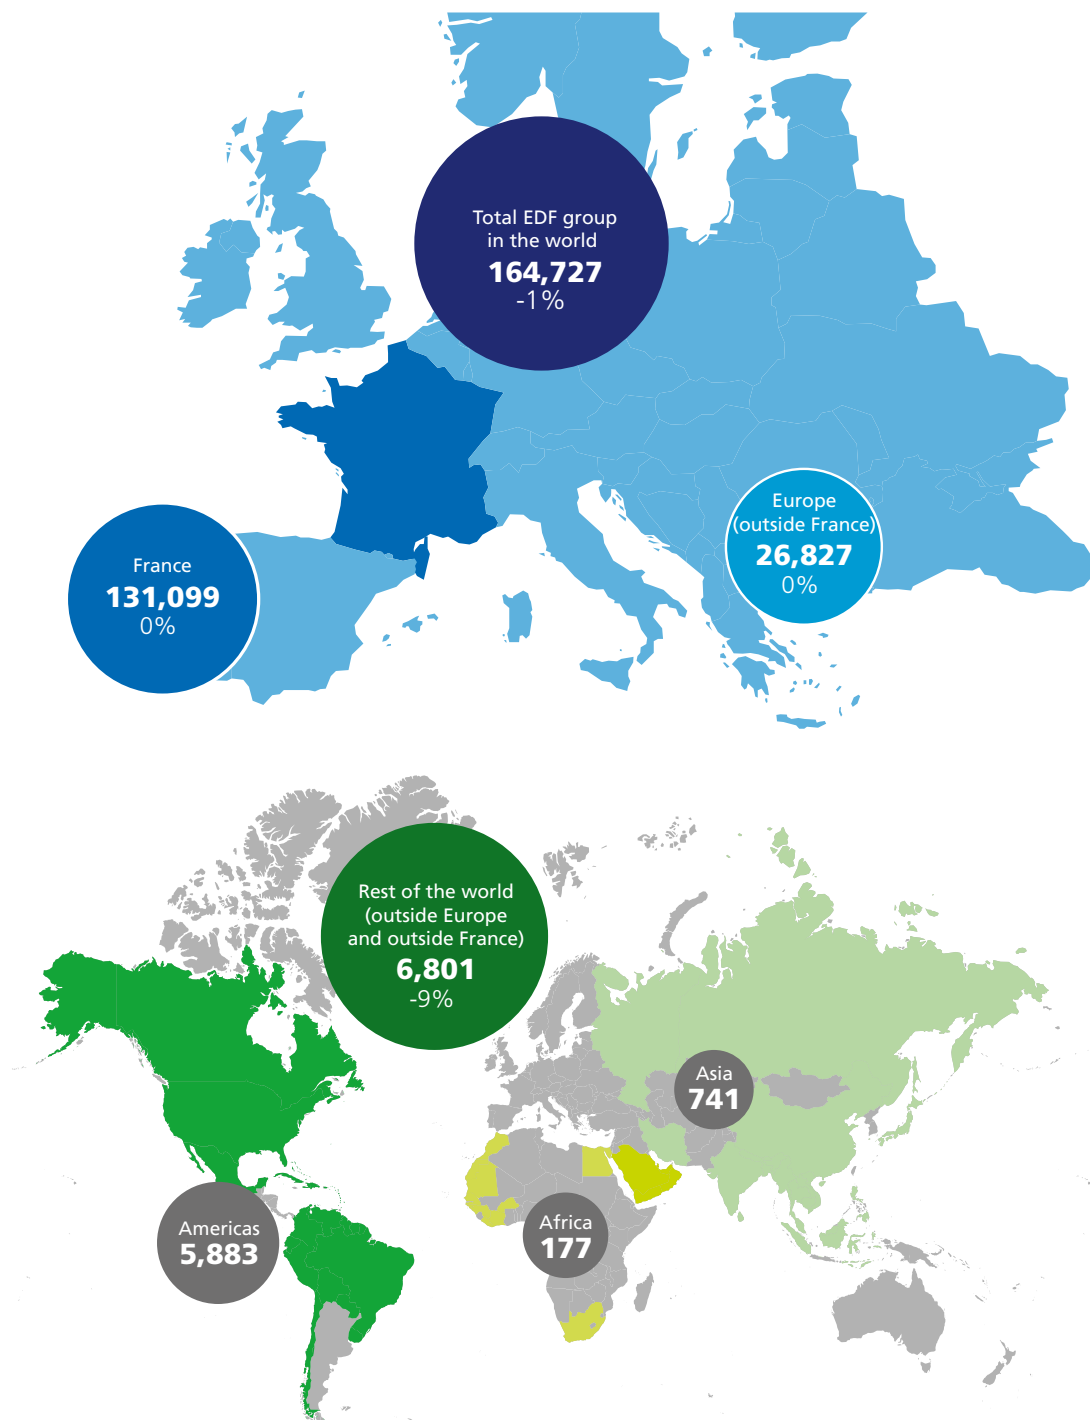 Total EDF group
in the world
164,727
-1%
Europe
(outside France)
26,827
0%
France
131,099
0%
Rest of the world
(outside Europe
and outside France)
6,801
-9%
Asia
741
Americas
5,883
Africa
177